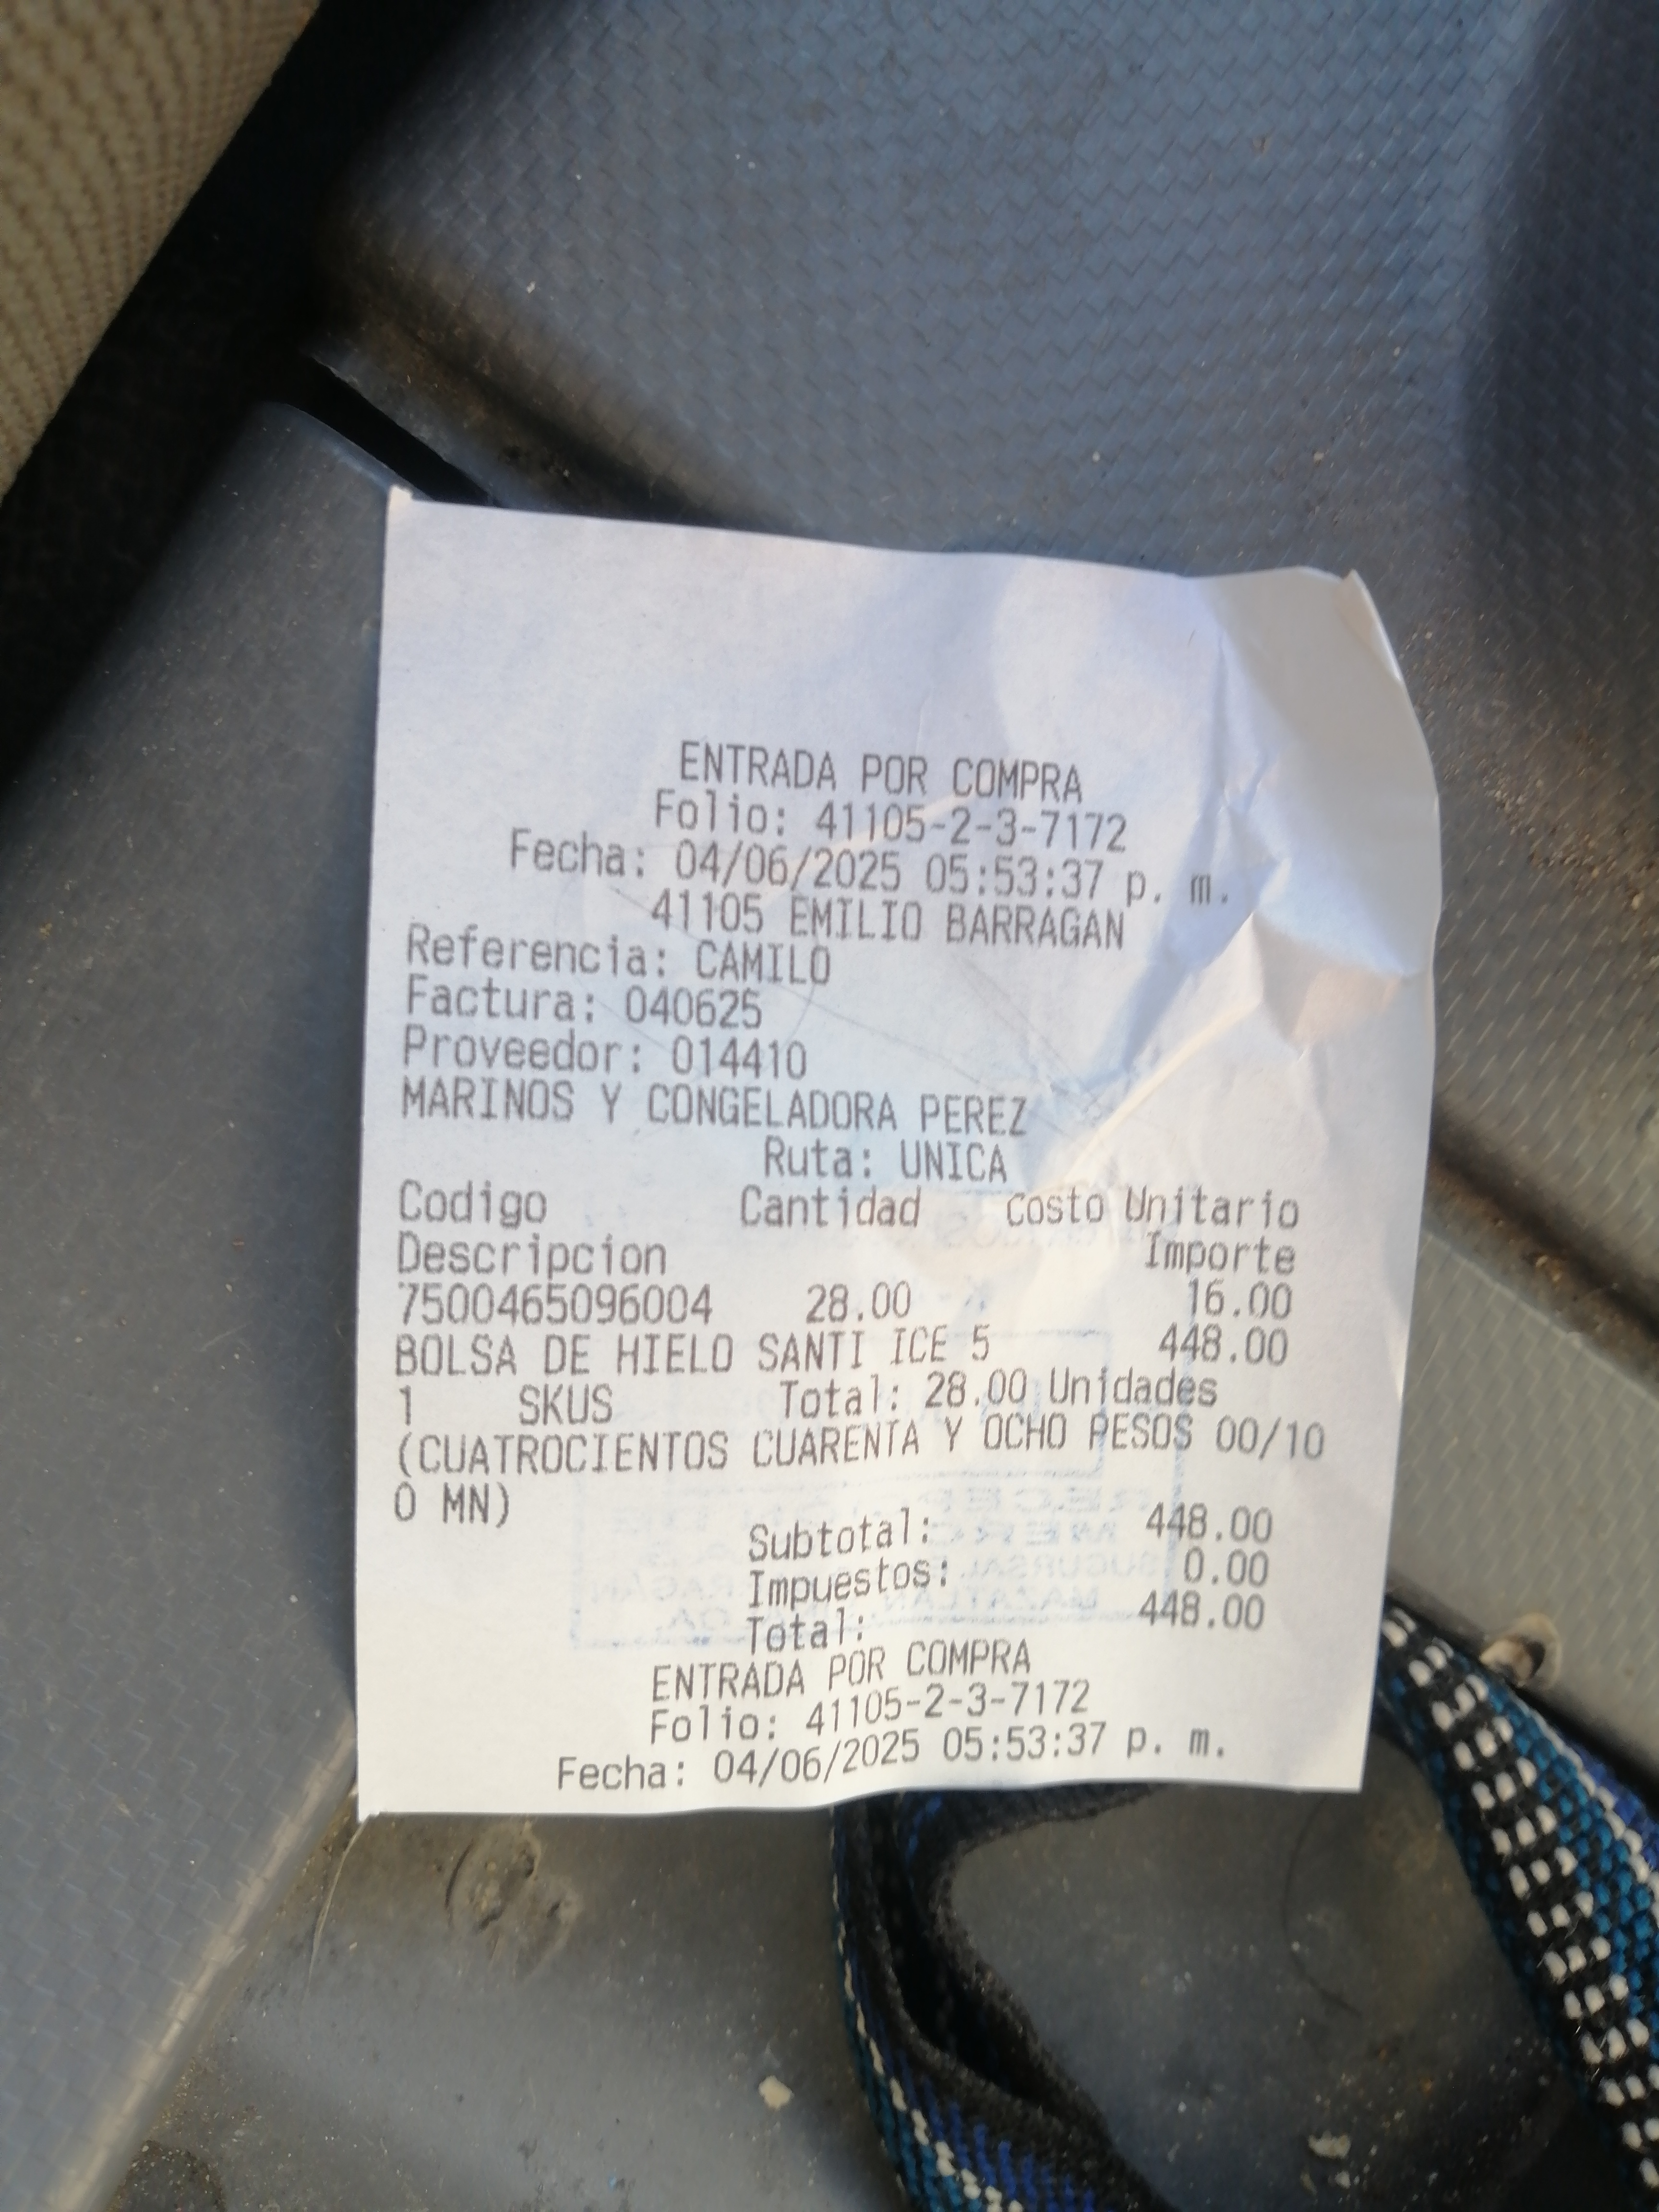 ENTRADA POR COMPRA
Folio: 41105-2-3-7172
Fecha: 04/06/2025 05:53:37 p. m.
41105 EMILIO BARRAGAN
Referencia: CAMILO
Factura: 040625
Proveedor: 014410
MARINOS Y CONGELADORA PEREZ
Ruta: UNICA
Codigo Cantidad Costo Unitario
Descripcion Importe
7500465096004 28.00 16.00
BOLSA DE HIELO SANTI ICE 5 448.00
1 SKUS Total: 28.00 Unidades
(CUATROCIENTOS CUARENTA Y OCHO PESOS 00/10
0 MN)
Subtotal: 448.00
Impuestos: 0.00
Total: 448.00
ENTRADA POR COMPRA
Folio: 41105-2-3-7172
Fecha: 04/06/2025 05:53:37 p. m.